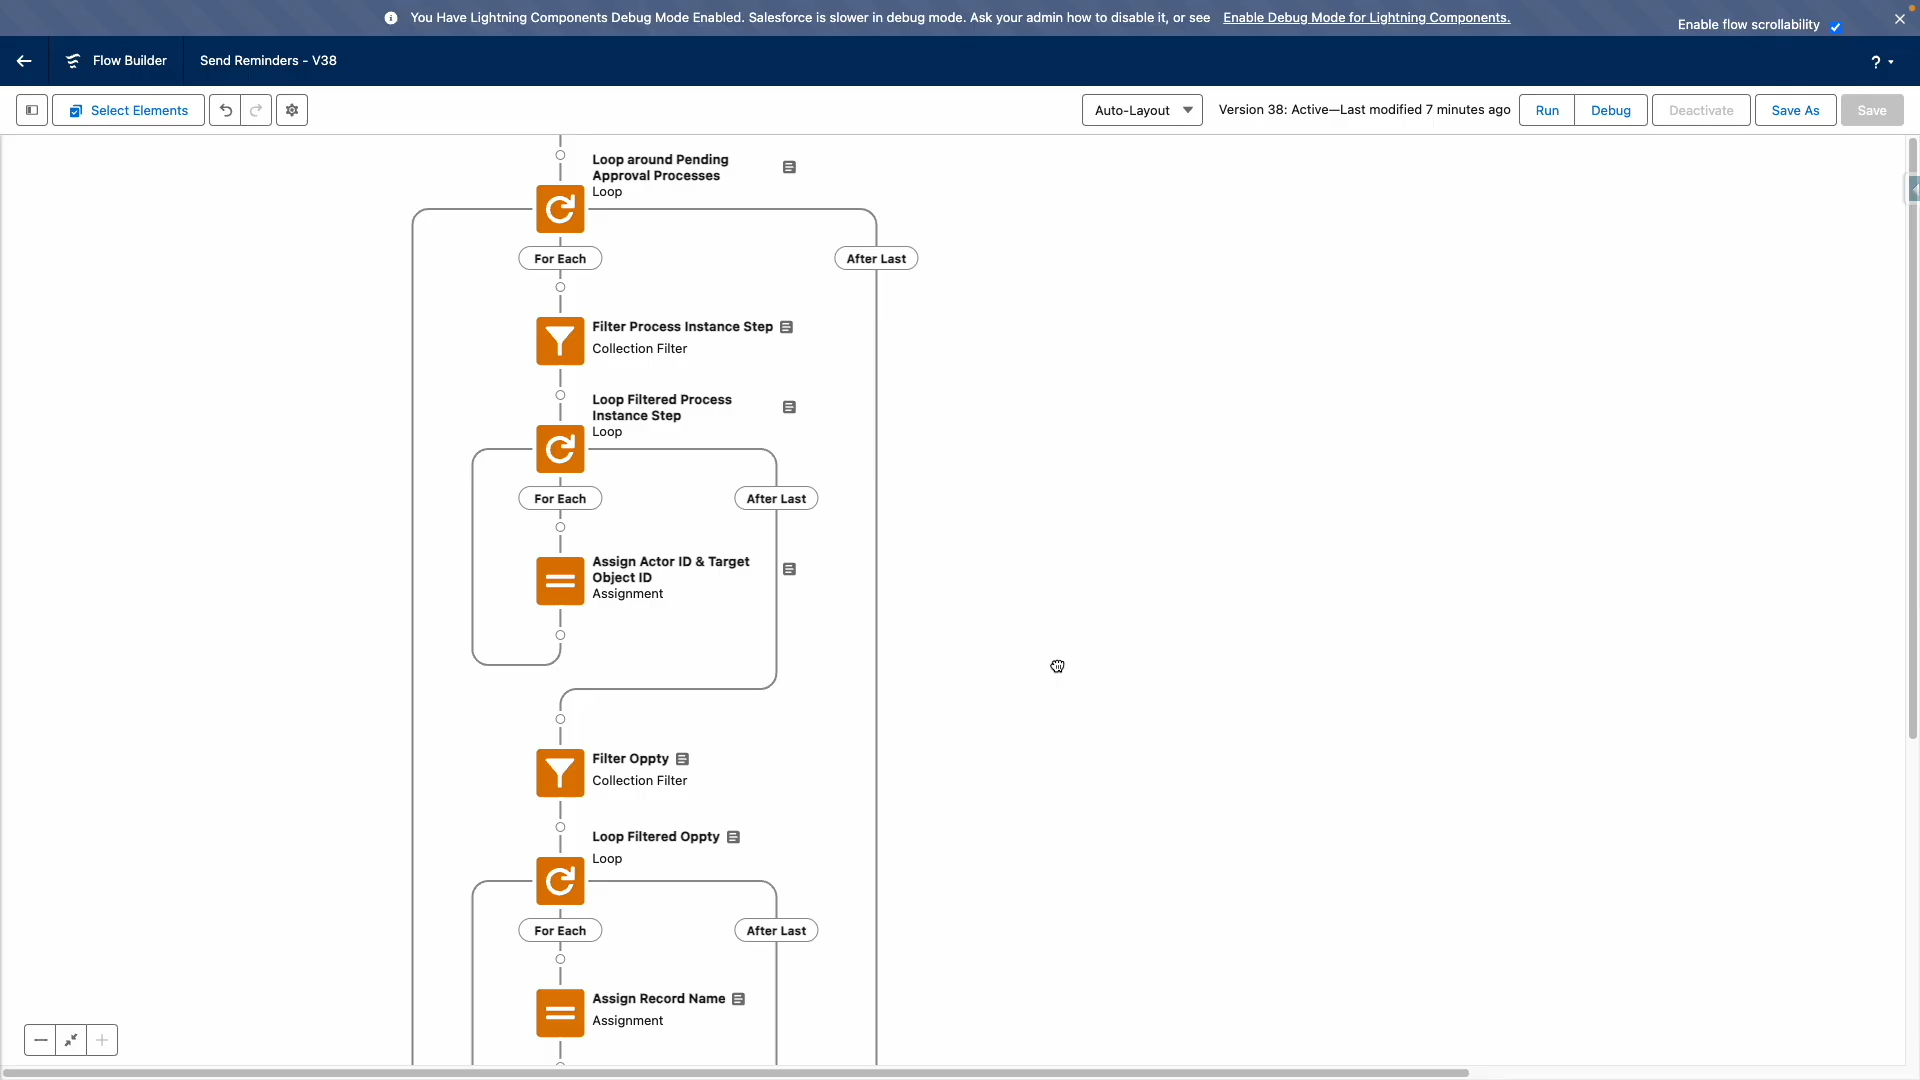 You Have Lightning Components Debug Mode Enabled. Salesforce is slower in debug mode. Ask your admin how to disable it, or see Enable Debug Mode for Lightning Components.
Enable flow scrollability
Flow Builder
Send Reminders - V38
?
Select Elements
Auto-Layout
Version 38: Active—Last modified 7 minutes ago
Run
Debug
Deactivate
Save As
Save
Loop around Pending
Approval Processes
Loop
For Each
After Last
Filter Process Instance Step
Collection Filter
Loop Filtered Process
Instance Step
Loop
For Each
After Last
Assign Actor ID & Target
Object ID
Assignment
Filter Oppty
Collection Filter
Loop Filtered Oppty
Loop
For Each
After Last
Assign Record Name
Assignment